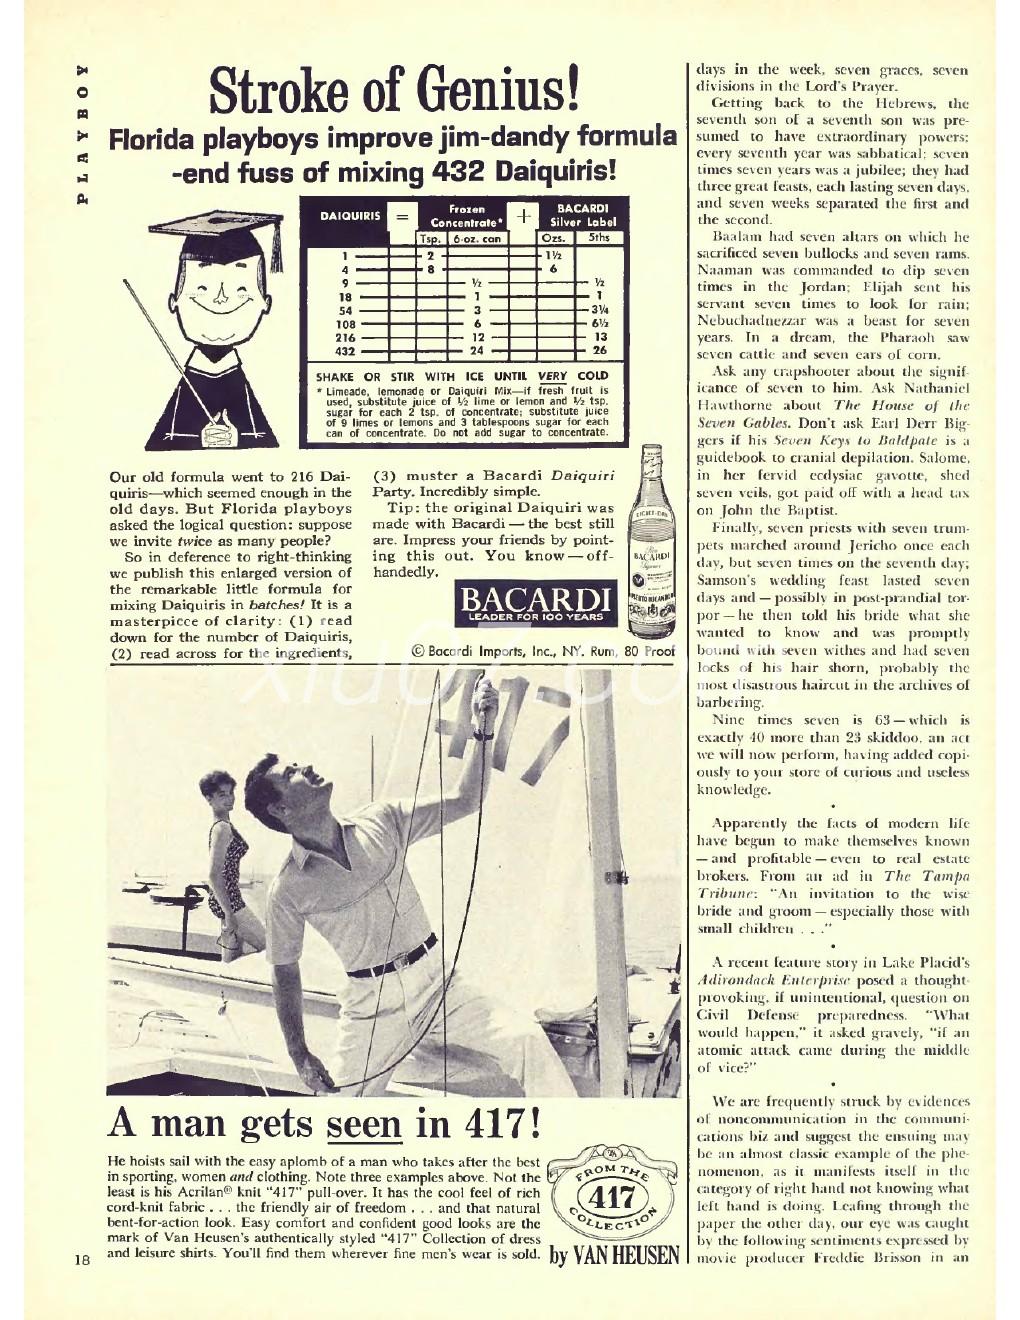 PLAYBOY
Stroke of Genius!
Florida playboys improve jim-dandy formula
-end fuss of mixing 432 Daiquiris!
DAIQUIRIS = Frozen Concentrate* + BACARDI Silver Label
Tsp. 6-oz. can Ozs. 5ths
1 2 1½
4 8 6
9 ½ ½
18 1 1
54 3 3¼
108 6 6½
216 12 13
432 24 26
SHAKE OR STIR WITH ICE UNTIL VERY COLD
* Limeade, lemonade or Daiquiri Mix—if fresh fruit is
used, substitute juice of ½ lime or lemon and ½ tsp.
sugar for each 2 tsp. of concentrate; substitute juice
of 9 limes or lemons and 3 tablespoons sugar for each
can of concentrate. Do not add sugar to concentrate.
Our old formula went to 216 Dai-
quiris—which seemed enough in the
old days. But Florida playboys
asked the logical question: suppose
we invite twice as many people?
So in deference to right-thinking
we publish this enlarged version of
the remarkable little formula for
mixing Daiquiris in batches! It is a
masterpiece of clarity: (1) read
down for the number of Daiquiris,
(2) read across for the ingredients,
(3) muster a Bacardi Daiquiri
Party. Incredibly simple.
Tip: the original Daiquiri was
made with Bacardi — the best still
are. Impress your friends by point-
ing this out. You know — off-
handedly.
BACARDI
BACARDI
LEADER FOR 100 YEARS
© Bacardi Imports, Inc., NY. Rum, 80 Proof
417
A man gets seen in 417!
He hoists sail with the easy aplomb of a man who takes after the best
in sporting, women and clothing. Note three examples above. Not the
least is his Acrilan® knit “417” pull-over. It has the cool feel of rich
cord-knit fabric . . . the friendly air of freedom . . . and that natural
bent-for-action look. Easy comfort and confident good looks are the
mark of Van Heusen's authentically styled “417” Collection of dress
and leisure shirts. You'll find them wherever fine men's wear is sold.
FROM THE
417
COLLECTION
by VAN HEUSEN
18
days in the week, seven graces, seven
divisions in the Lord's Prayer.
Getting back to the Hebrews, the
seventh son of a seventh son was pre-
sumed to have extraordinary powers;
every seventh year was sabbatical; seven
times seven years was a jubilee; they had
three great feasts, each lasting seven days,
and seven weeks separated the first and
the second.
Baalam had seven altars on which he
sacrificed seven bullocks and seven rams.
Naaman was commanded to dip seven
times in the Jordan; Elijah sent his
servant seven times to look for rain;
Nebuchadnezzar was a beast for seven
years. In a dream, the Pharaoh saw
seven cattle and seven ears of corn.
Ask any crapshooter about the signif-
icance of seven to him. Ask Nathaniel
Hawthorne about The House of the
Seven Gables. Don't ask Earl Derr Big-
gers if his Seven Keys to Baldpate is a
guidebook to cranial depilation. Salome,
in her fervid ecdysiac gavotte, shed
seven veils, got paid off with a head tax
on John the Baptist.
Finally, seven priests with seven trum-
pets marched around Jericho once each
day, but seven times on the seventh day;
Samson's wedding feast lasted seven
days and — possibly in post-prandial tor-
por — he then told his bride what she
wanted to know and was promptly
bound with seven withes and had seven
locks of his hair shorn, probably the
most disastrous haircut in the archives of
barbering.
Nine times seven is 63 — which is
exactly 40 more than 23 skiddoo, an act
we will now perform, having added copi-
ously to your store of curious and useless
knowledge.
•
Apparently the facts of modern life
have begun to make themselves known
— and profitable — even to real estate
brokers. From an ad in The Tampa
Tribune: “An invitation to the wise
bride and groom — especially those with
small children . . .”
•
A recent feature story in Lake Placid's
Adirondack Enterprise posed a thought-
provoking, if unintentional, question on
Civil Defense preparedness. “What
would happen,” it asked gravely, “if an
atomic attack came during the middle
of vice?”
•
We are frequently struck by evidences
of noncommunication in the communi-
cations biz and suggest the ensuing may
be an almost classic example of the phe-
nomenon, as it manifests itself in the
category of right hand not knowing what
left hand is doing. Leafing through the
paper the other day, our eye was caught
by the following sentiments expressed by
movie producer Freddie Brisson in an